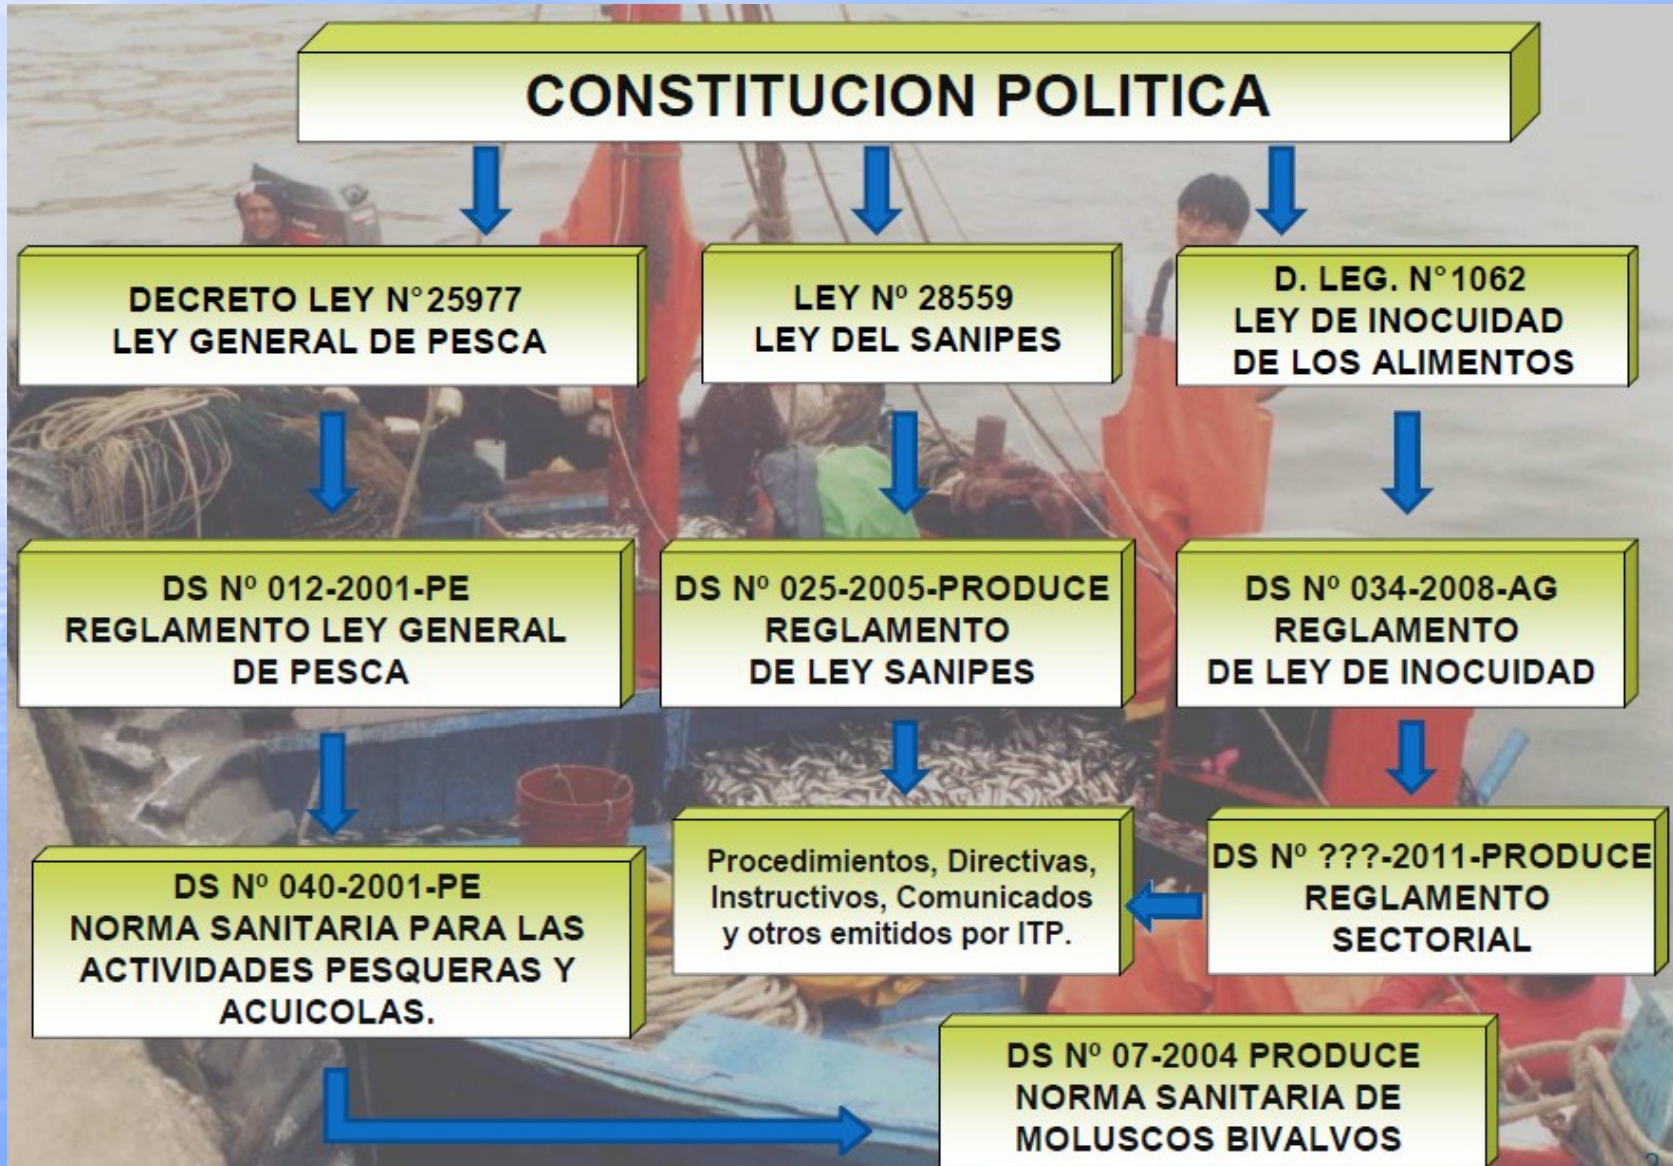 CONSTITUCION POLITICA
DECRETO LEY N°25977
LEY GENERAL DE PESCA
LEY Nº 28559
LEY DEL SANIPES
D. LEG. N°1062
LEY DE INOCUIDAD
DE LOS ALIMENTOS
DS Nº 012-2001-PE
REGLAMENTO LEY GENERAL
DE PESCA
DS Nº 025-2005-PRODUCE
REGLAMENTO
DE LEY SANIPES
DS Nº 034-2008-AG
REGLAMENTO
DE LEY DE INOCUIDAD
DS Nº 040-2001-PE
NORMA SANITARIA PARA LAS
ACTIVIDADES PESQUERAS Y
ACUICOLAS.
Procedimientos, Directivas,
Instructivos, Comunicados
y otros emitidos por ITP.
DS Nº ???-2011-PRODUCE
REGLAMENTO
SECTORIAL
DS Nº 07-2004 PRODUCE
NORMA SANITARIA DE
MOLUSCOS BIVALVOS